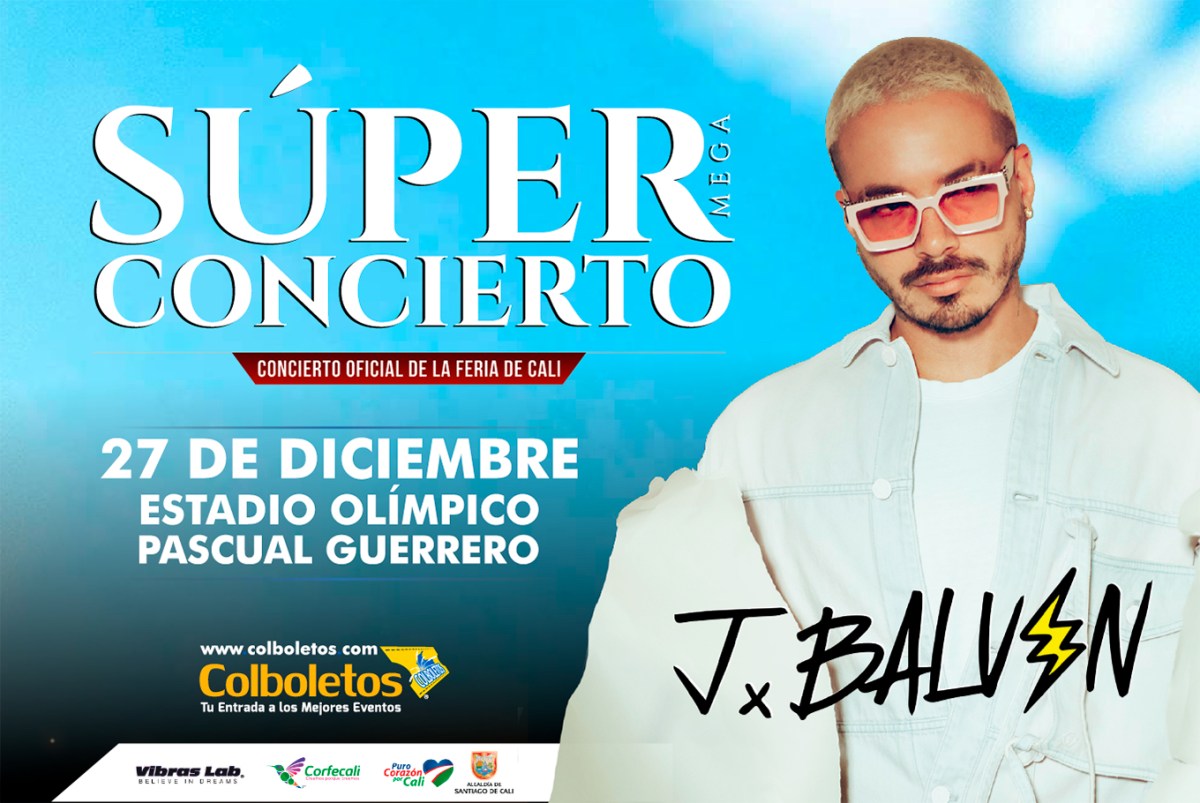 SÚPER
MEGA
CONCIERTO
CONCIERTO OFICIAL DE LA FERIA DE CALI
27 DE DICIEMBRE
ESTADIO OLÍMPICO
PASCUAL GUERRERO
www.colboletos.com
Colboletos
COLBOLETOS
Tu Entrada a los Mejores Eventos
J x BALVIN
Vibras Lab.
BELIEVE IN DREAMS
Corfecali
Puro
Corazón
por
Cali
ALCALDÍA DE
SANTIAGO DE CALI